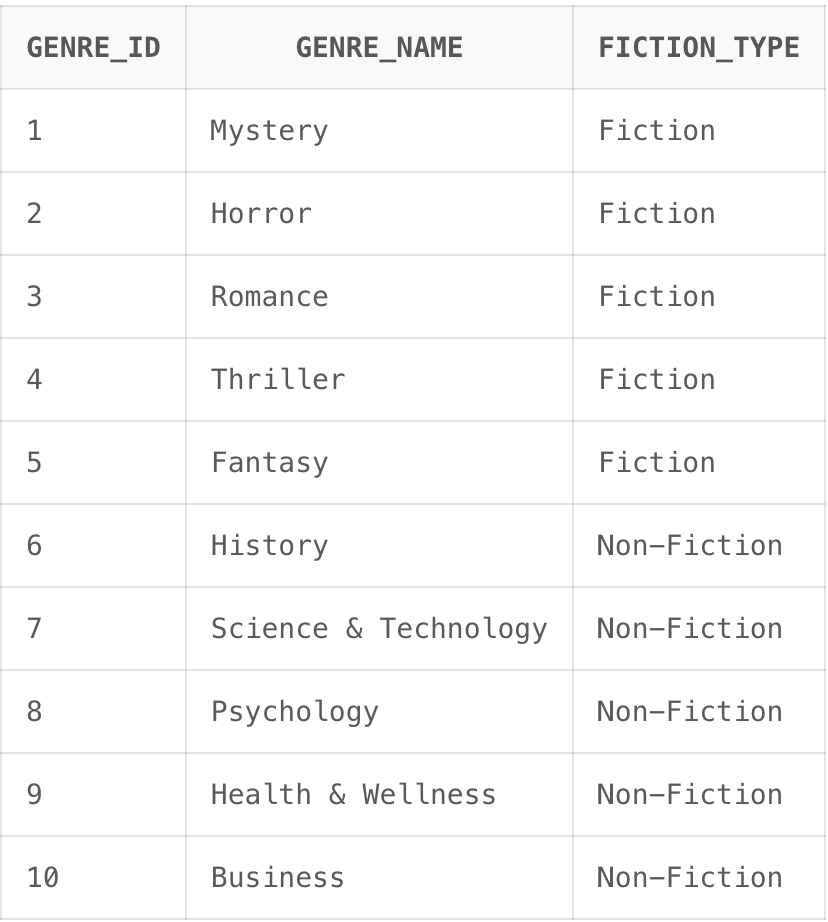 GENRE_ID GENRE_NAME FICTION_TYPE
1 Mystery Fiction
2 Horror Fiction
3 Romance Fiction
4 Thriller Fiction
5 Fantasy Fiction
6 History Non-Fiction
7 Science & Technology Non-Fiction
8 Psychology Non-Fiction
9 Health & Wellness Non-Fiction
10 Business Non-Fiction